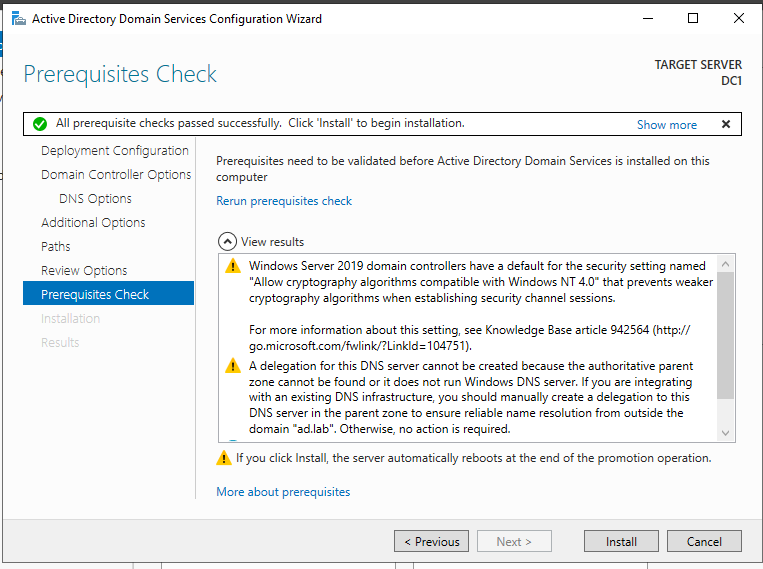 Active Directory Domain Services Configuration Wizard
Prerequisites Check
TARGET SERVER
DC1
All prerequisite checks passed successfully.  Click 'Install' to begin installation.
Show more
Deployment Configuration
Domain Controller Options
DNS Options
Additional Options
Paths
Review Options
Prerequisites Check
Installation
Results
Prerequisites need to be validated before Active Directory Domain Services is installed on this
computer
Rerun prerequisites check
View results
Windows Server 2019 domain controllers have a default for the security setting named
"Allow cryptography algorithms compatible with Windows NT 4.0" that prevents weaker
cryptography algorithms when establishing security channel sessions.
For more information about this setting, see Knowledge Base article 942564 (http://
go.microsoft.com/fwlink/?LinkId=104751).
A delegation for this DNS server cannot be created because the authoritative parent
zone cannot be found or it does not run Windows DNS server. If you are integrating
with an existing DNS infrastructure, you should manually create a delegation to this
DNS server in the parent zone to ensure reliable name resolution from outside the
domain "ad.lab". Otherwise, no action is required.
If you click Install, the server automatically reboots at the end of the promotion operation.
More about prerequisites
< Previous
Next >
Install
Cancel